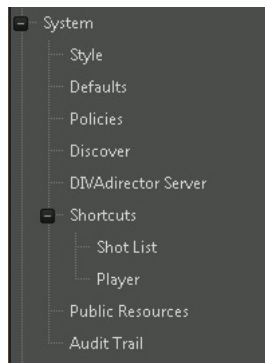 System
Style
Defaults
Policies
Discover
DIVAdirector Server
Shortcuts
Shot List
Player
Public Resources
Audit Trail